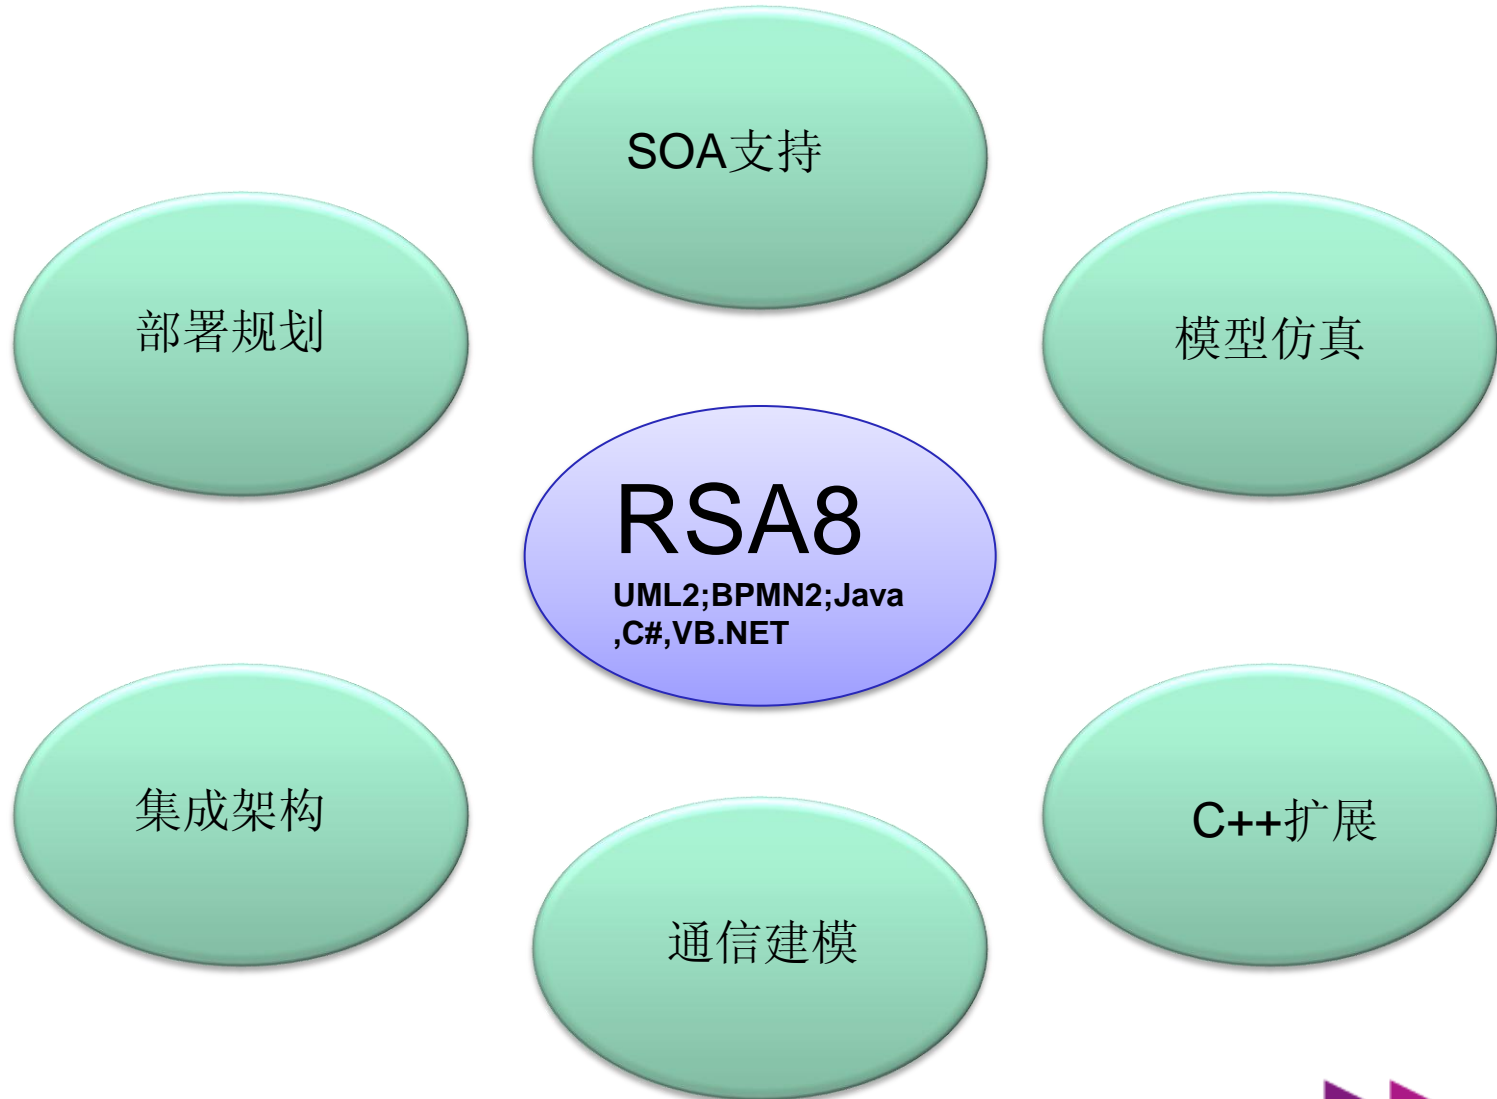 SOA支持
部署规划
模型仿真
RSA8
UML2;BPMN2;Java
,C#,VB.NET
集成架构
C++扩展
通信建模